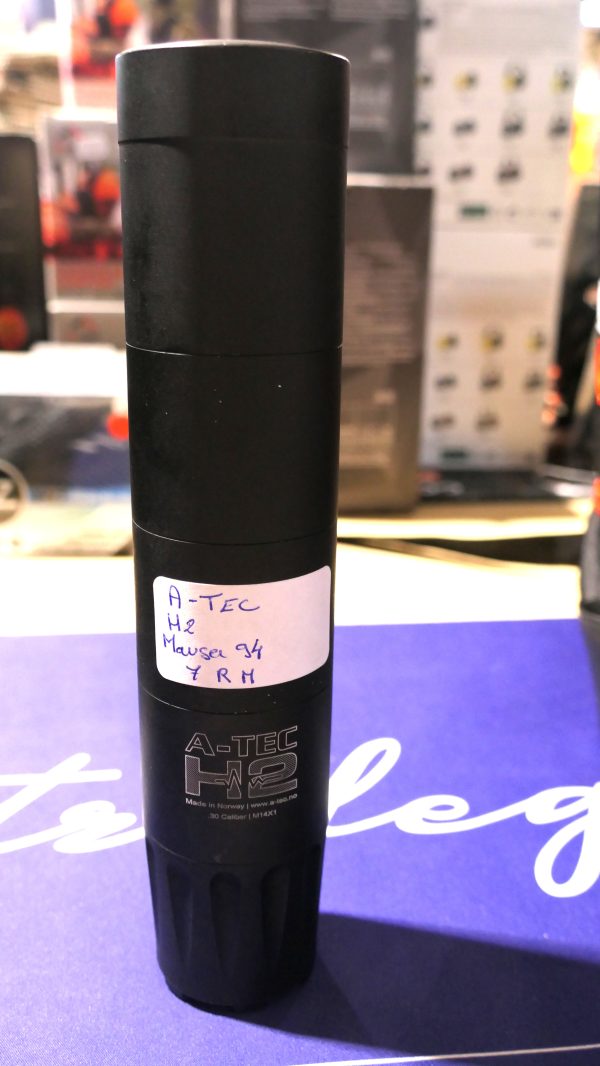 A-TEC
H2
Mauser 94
7 R M
A-TEC
H2
Made in Norway | www.a-tec.no
.30 Caliber | M14X1